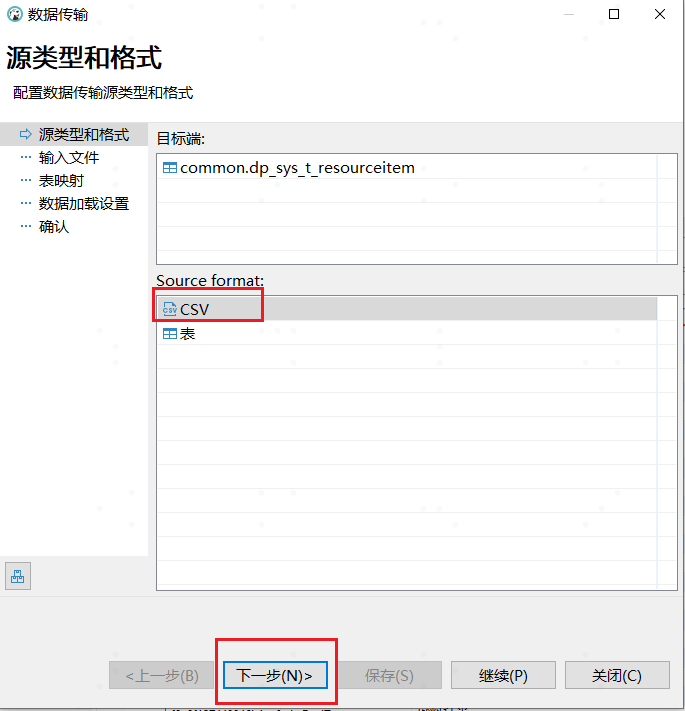 数据传输
源类型和格式
配置数据传输源类型和格式
源类型和格式
输入文件
表映射
数据加载设置
确认
目标端:
common.dp_sys_t_resourceitem
Source format:
CSV
CSV
表
<上一步(B)
下一步(N)>
保存(S)
继续(P)
关闭(C)